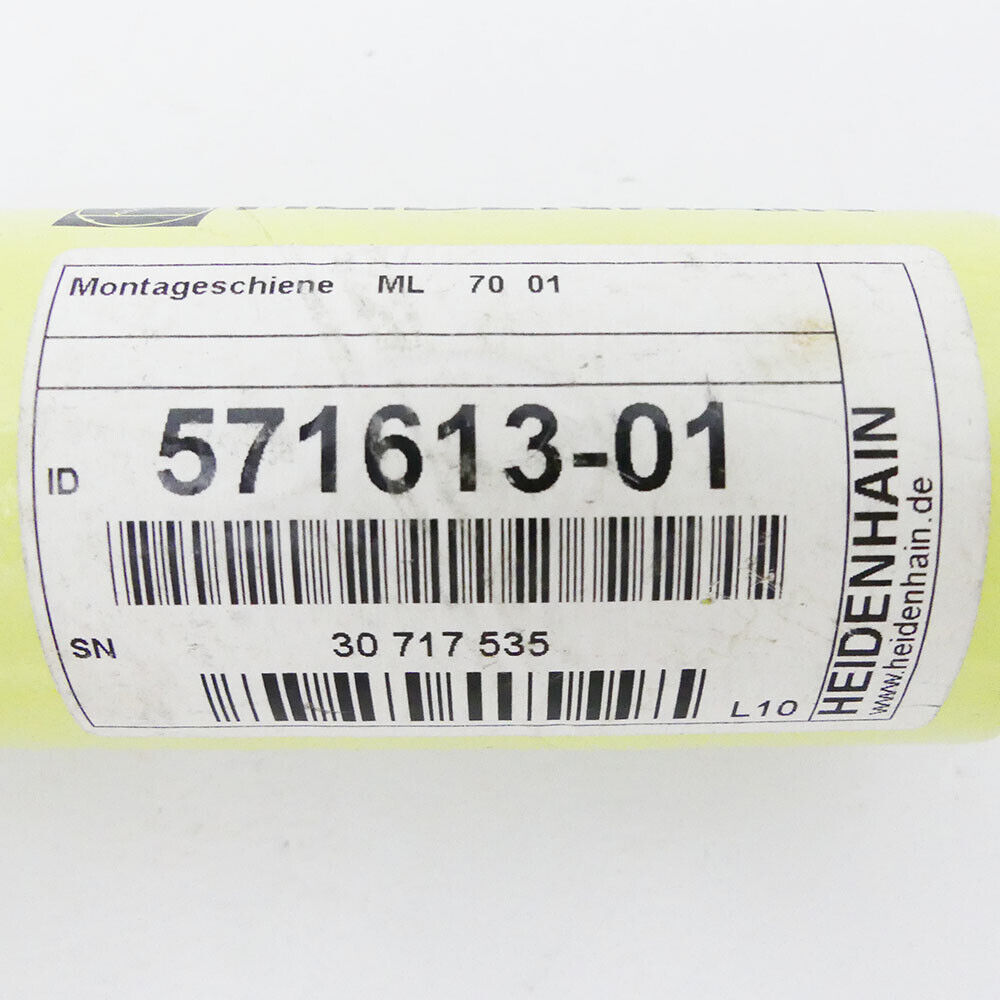 Montageschiene ML 70 01
ID 571613-01
SN 30 717 535
L10
HEIDENHAIN
www.heidenhain.de